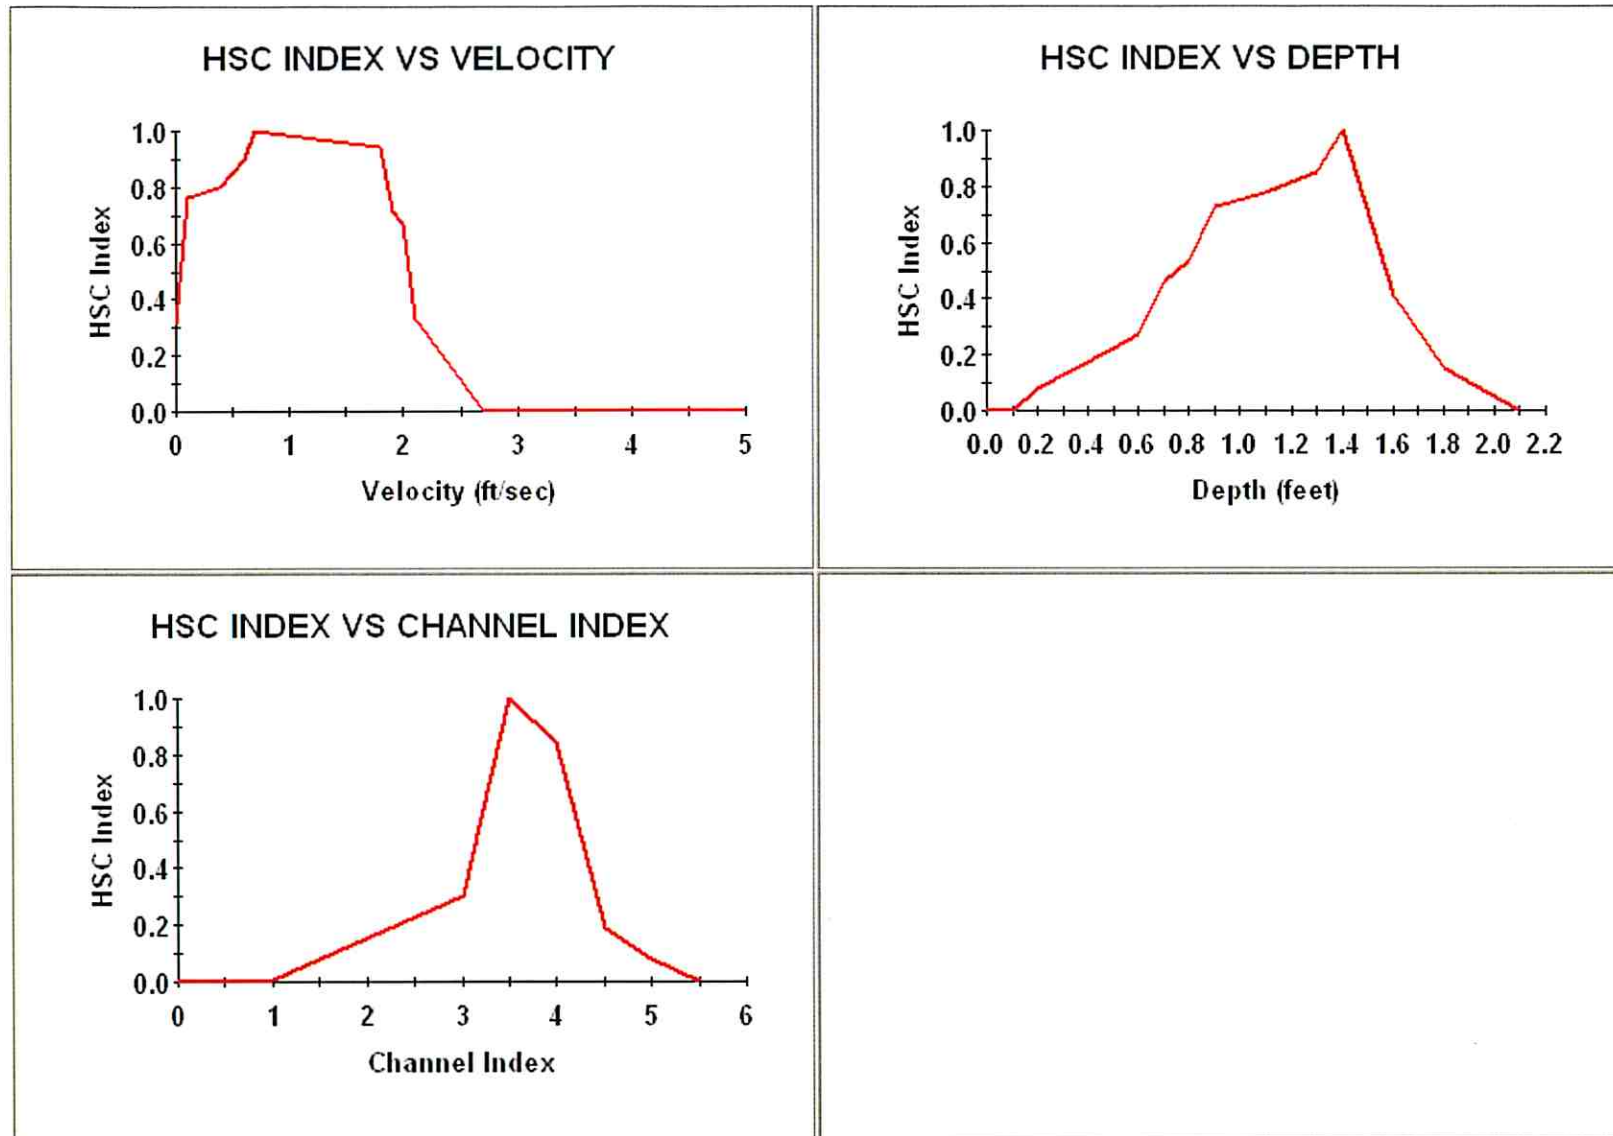 HSC INDEX VS VELOCITY
1.0
0.8
0.6
0.4
0.2
0.0
HSC Index
0 1 2 3 4 5
Velocity (ft/sec)
HSC INDEX VS DEPTH
1.0
0.8
0.6
0.4
0.2
0.0
HSC Index
0.0 0.2 0.4 0.6 0.8 1.0 1.2 1.4 1.6 1.8 2.0 2.2
Depth (feet)
HSC INDEX VS CHANNEL INDEX
1.0
0.8
0.6
0.4
0.2
0.0
HSC Index
0 1 2 3 4 5 6
Channel Index